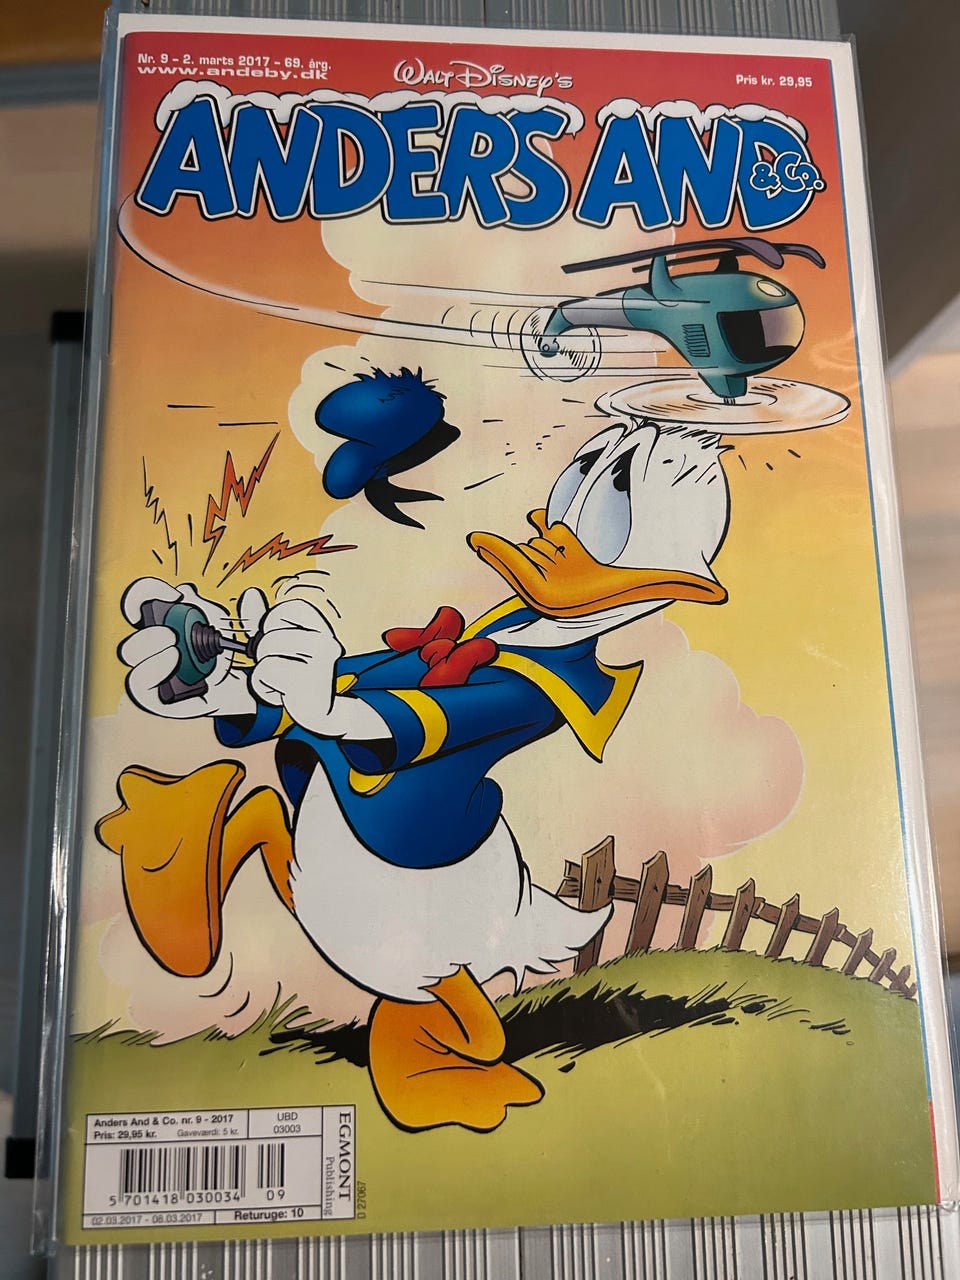 Nr. 9 - 2. marts 2017 - 69. årg.
www.andeby.dk
WALT DISNEY'S
Pris kr. 29,95
ANDERS AND
& Co.
Anders And & Co. nr. 9 - 2017
Pris: 29,95 kr. Gaveværdi: 5 kr.
UBD
03003
5 701418 030034 09
02.03.2017 - 08.03.2017 Returuge: 10
EGMONT
Publishing
D 27067